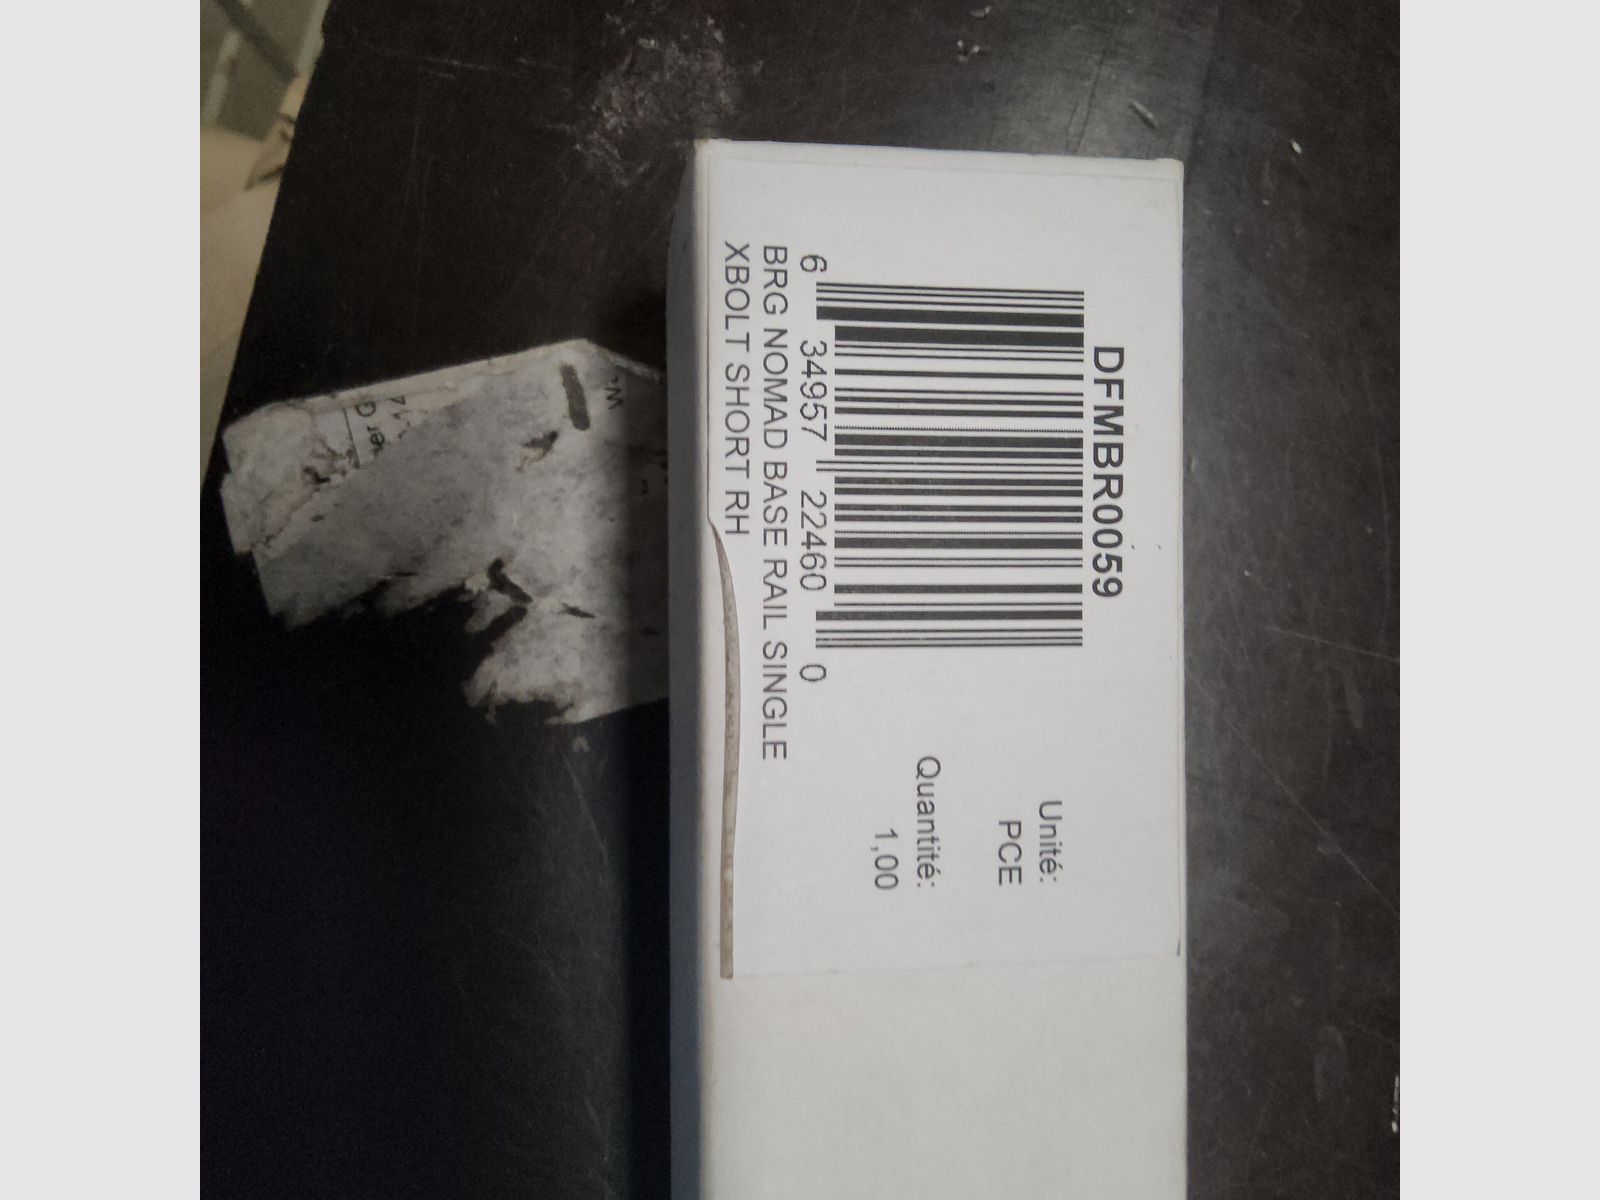 DFMBR0059
6 34957 22460 0
BRG NOMAD BASE RAIL SINGLE
XBOLT SHORT RH
Unité:
PCE
Quantité:
1,00